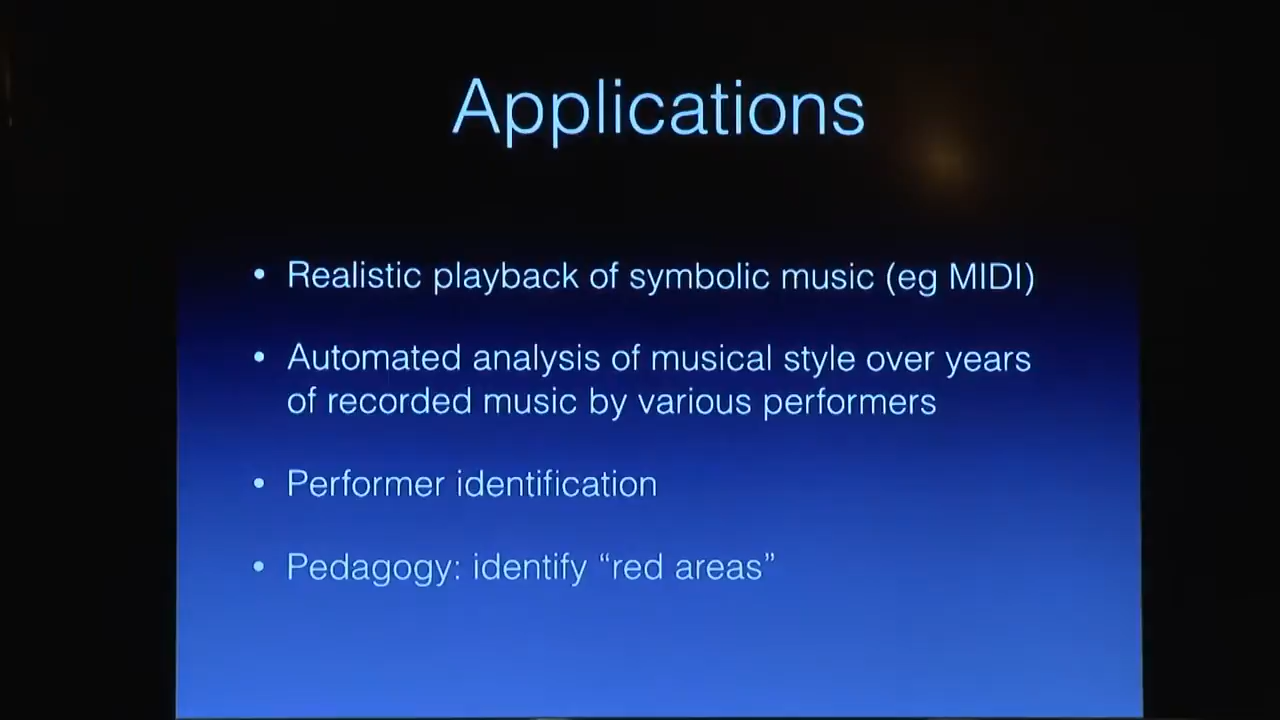 Applications
• Realistic playback of symbolic music (eg MIDI)
• Automated analysis of musical style over years
of recorded music by various performers
• Performer identification
• Pedagogy: identify “red areas”